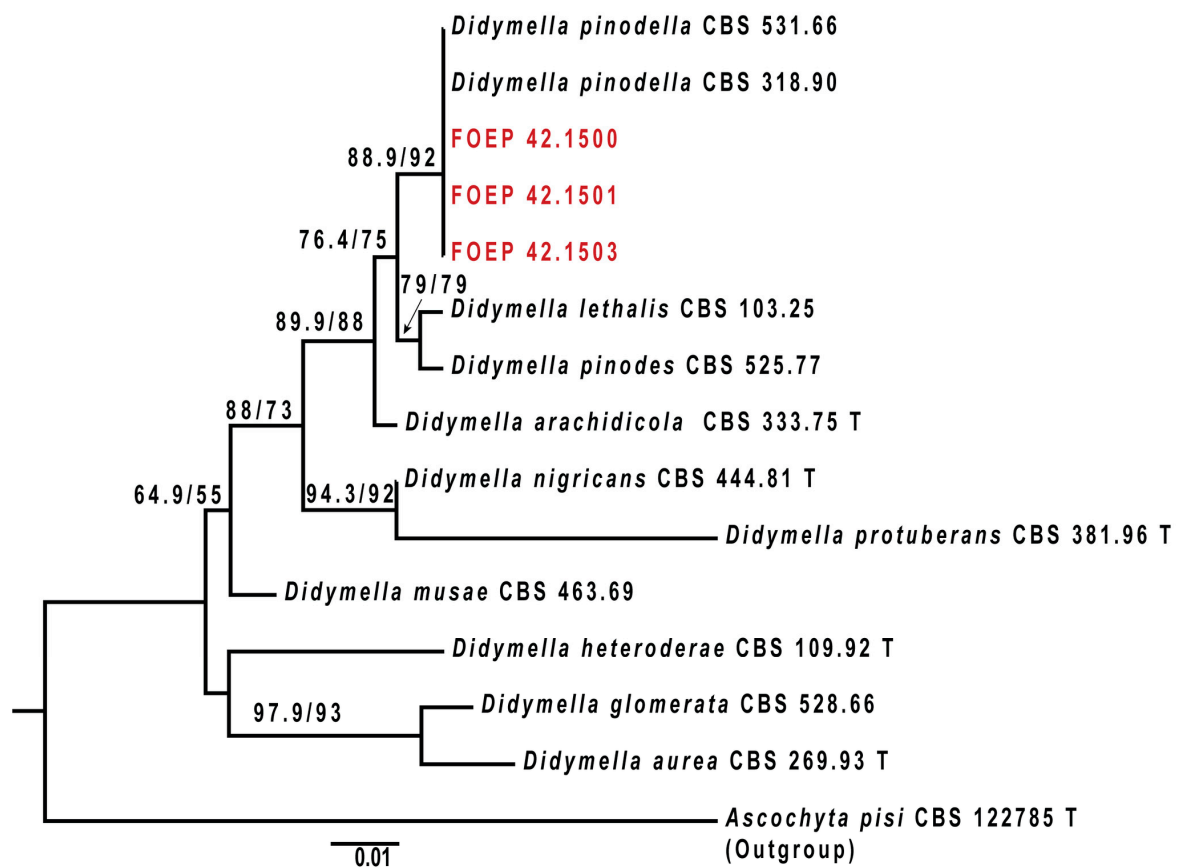 Didymella pinodella CBS 531.66
Didymella pinodella CBS 318.90
FOEP 42.1500
88.9/92
FOEP 42.1501
76.4/75
FOEP 42.1503
79/79
Didymella lethalis CBS 103.25
89.9/88
Didymella pinodes CBS 525.77
88/73
Didymella arachidicola CBS 333.75 T
Didymella nigricans CBS 444.81 T
64.9/55
94.3/92
Didymella protuberans CBS 381.96 T
Didymella musae CBS 463.69
Didymella heteroderae CBS 109.92 T
Didymella glomerata CBS 528.66
97.9/93
Didymella aurea CBS 269.93 T
Ascochyta pisi CBS 122785 T
(Outgroup)
0.01